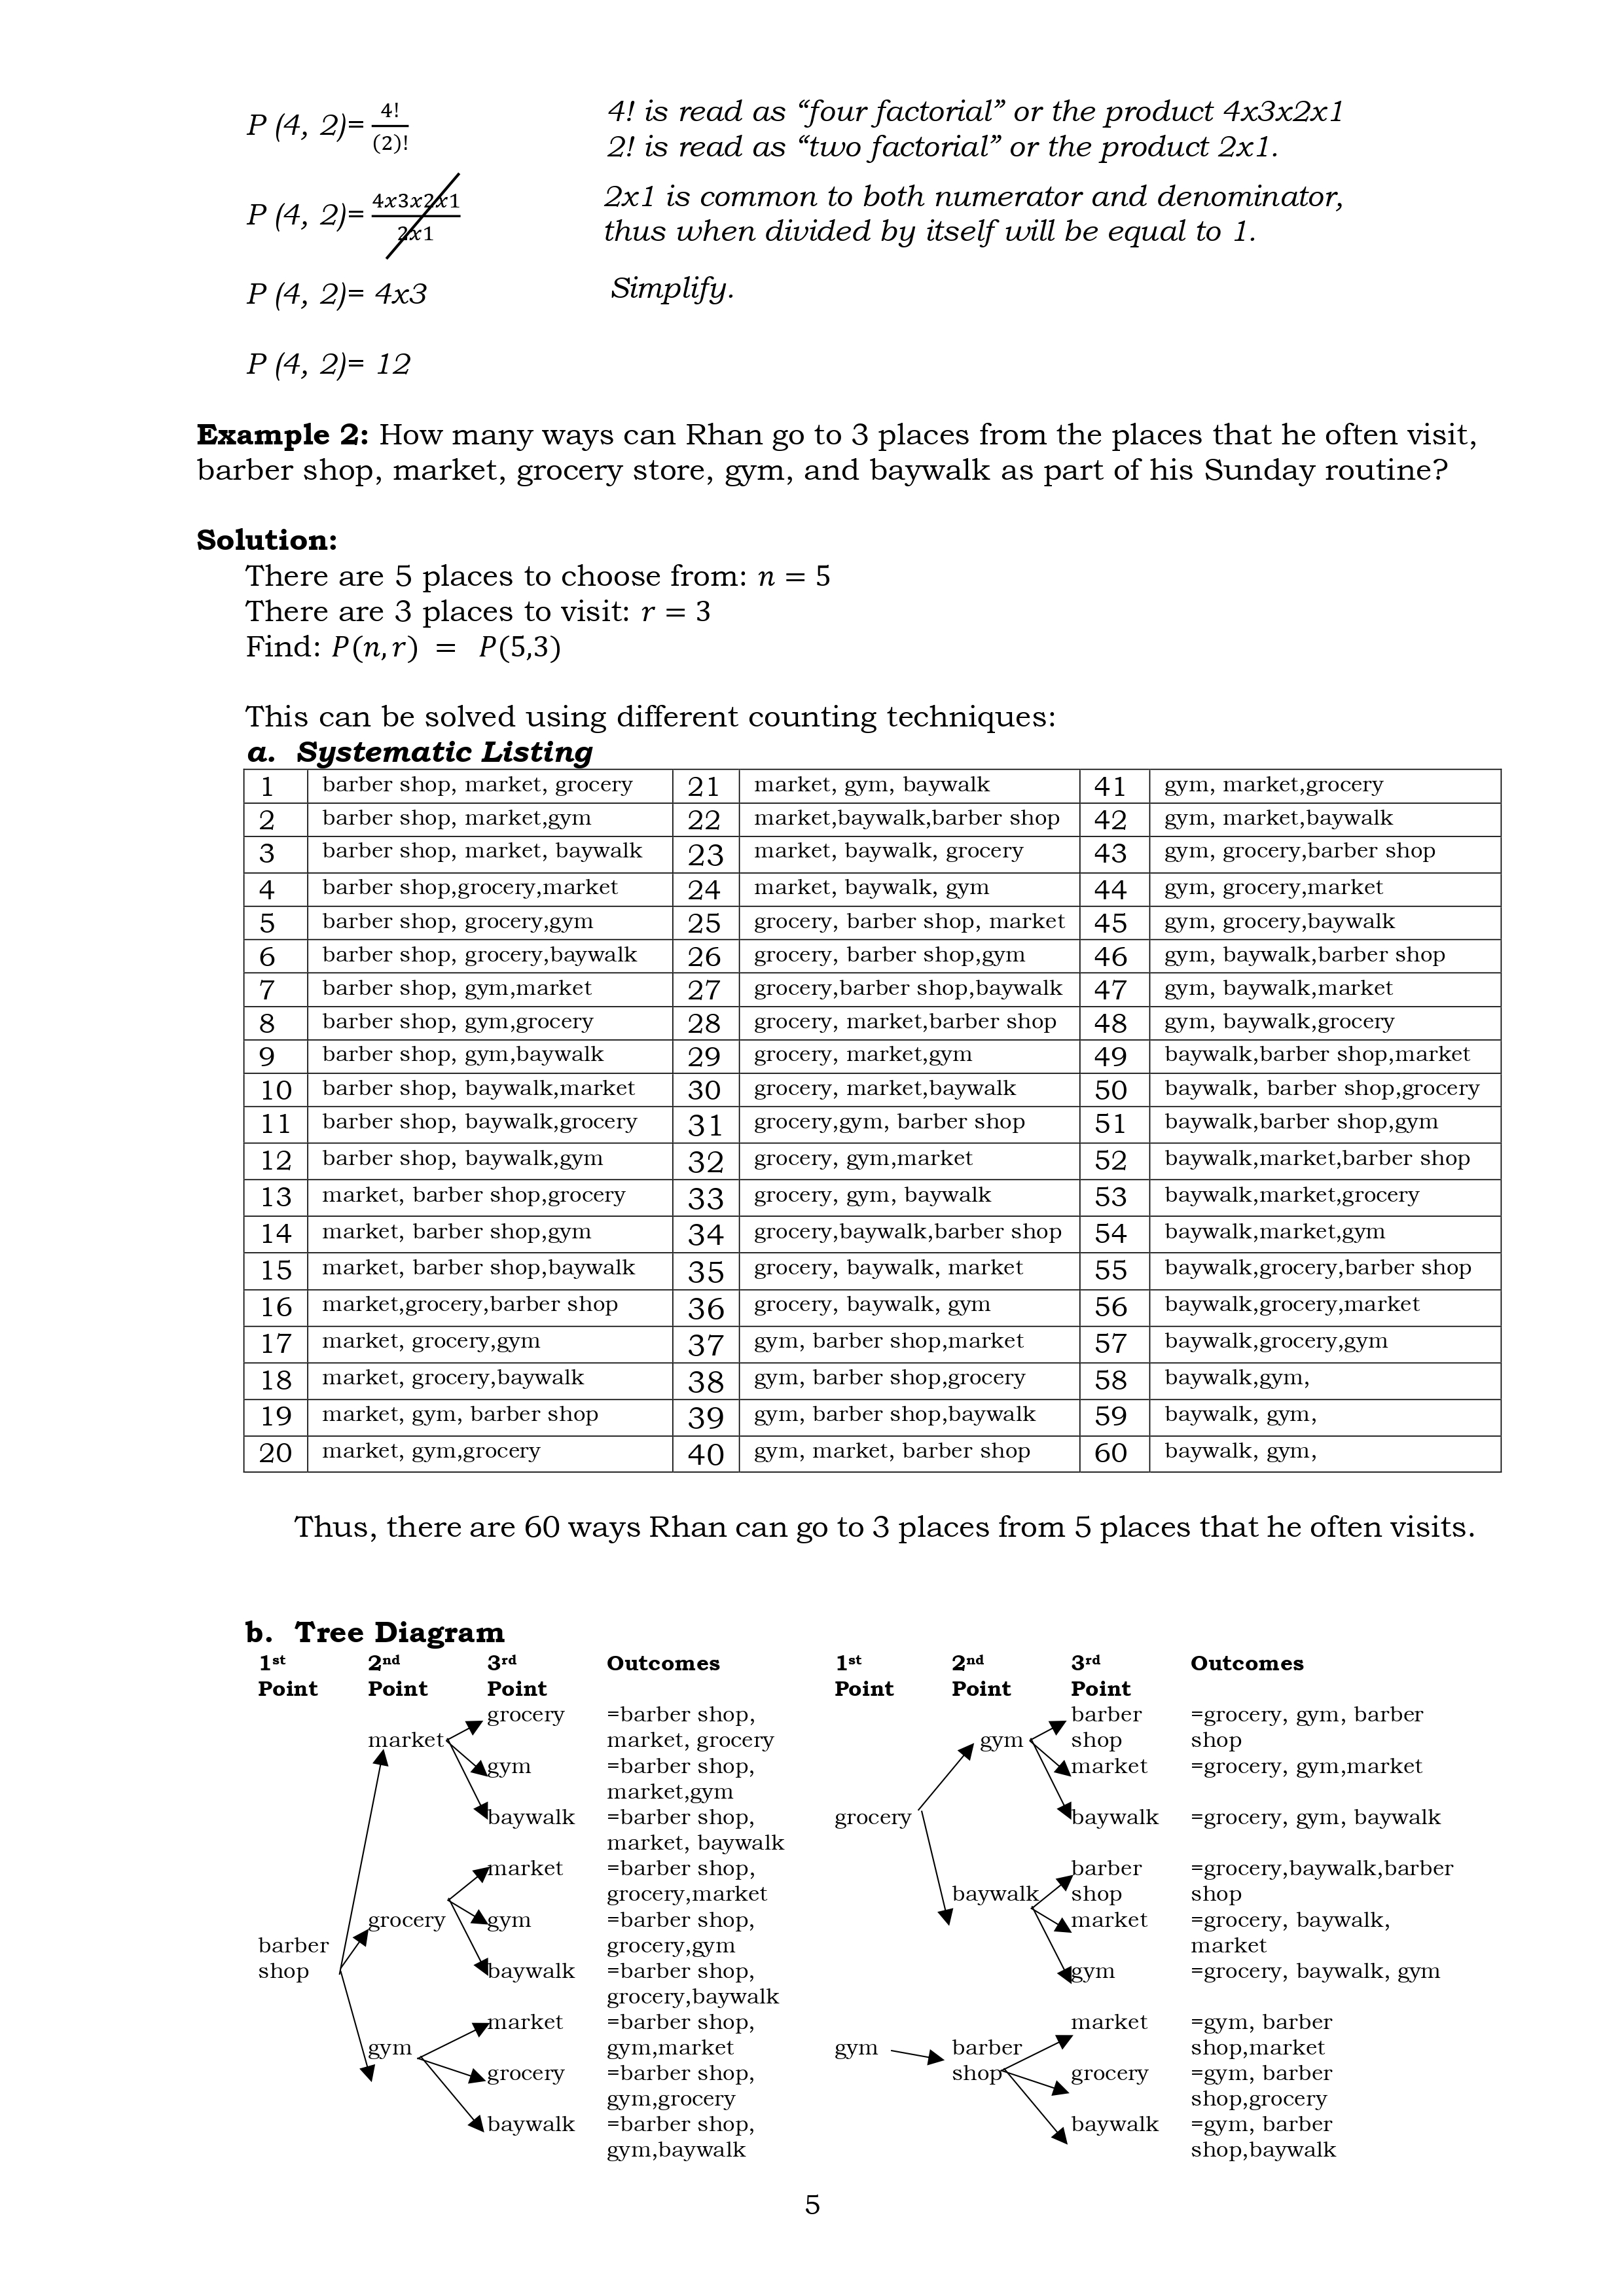 P (4, 2)= 4!/(2)!
4! is read as “four factorial” or the product 4x3x2x1
2! is read as “two factorial” or the product 2x1.
P (4, 2)= 4x3x2x1/2x1
2x1 is common to both numerator and denominator,
thus when divided by itself will be equal to 1.
P (4, 2)= 4x3
Simplify.
P (4, 2)= 12
Example 2: How many ways can Rhan go to 3 places from the places that he often visit,
barber shop, market, grocery store, gym, and baywalk as part of his Sunday routine?
Solution:
There are 5 places to choose from: n = 5
There are 3 places to visit: r = 3
Find: P(n, r) = P(5,3)
This can be solved using different counting techniques:
a. Systematic Listing
1 barber shop, market, grocery 21 market, gym, baywalk 41 gym, market,grocery
2 barber shop, market,gym 22 market,baywalk,barber shop 42 gym, market,baywalk
3 barber shop, market, baywalk 23 market, baywalk, grocery 43 gym, grocery,barber shop
4 barber shop,grocery,market 24 market, baywalk, gym 44 gym, grocery,market
5 barber shop, grocery,gym 25 grocery, barber shop, market 45 gym, grocery,baywalk
6 barber shop, grocery,baywalk 26 grocery, barber shop,gym 46 gym, baywalk,barber shop
7 barber shop, gym,market 27 grocery,barber shop,baywalk 47 gym, baywalk,market
8 barber shop, gym,grocery 28 grocery, market,barber shop 48 gym, baywalk,grocery
9 barber shop, gym,baywalk 29 grocery, market,gym 49 baywalk,barber shop,market
10 barber shop, baywalk,market 30 grocery, market,baywalk 50 baywalk, barber shop,grocery
11 barber shop, baywalk,grocery 31 grocery,gym, barber shop 51 baywalk,barber shop,gym
12 barber shop, baywalk,gym 32 grocery, gym,market 52 baywalk,market,barber shop
13 market, barber shop,grocery 33 grocery, gym, baywalk 53 baywalk,market,grocery
14 market, barber shop,gym 34 grocery,baywalk,barber shop 54 baywalk,market,gym
15 market, barber shop,baywalk 35 grocery, baywalk, market 55 baywalk,grocery,barber shop
16 market,grocery,barber shop 36 grocery, baywalk, gym 56 baywalk,grocery,market
17 market, grocery,gym 37 gym, barber shop,market 57 baywalk,grocery,gym
18 market, grocery,baywalk 38 gym, barber shop,grocery 58 baywalk,gym,
19 market, gym, barber shop 39 gym, barber shop,baywalk 59 baywalk, gym,
20 market, gym,grocery 40 gym, market, barber shop 60 baywalk, gym,
Thus, there are 60 ways Rhan can go to 3 places from 5 places that he often visits.
b. Tree Diagram
1st 2nd 3rd Outcomes
Point Point Point
grocery =barber shop,
market market, grocery
gym =barber shop,
market,gym
baywalk =barber shop,
market, baywalk
market =barber shop,
grocery,market
grocery gym =barber shop,
barber grocery,gym
shop baywalk =barber shop,
grocery,baywalk
market =barber shop,
gym gym,market
grocery =barber shop,
gym,grocery
baywalk =barber shop,
gym,baywalk
1st 2nd 3rd Outcomes
Point Point Point
barber =grocery, gym, barber
gym shop shop
market =grocery, gym,market
grocery baywalk =grocery, gym, baywalk
barber =grocery,baywalk,barber
baywalk shop shop
market =grocery, baywalk,
market
gym =grocery, baywalk, gym
market =gym, barber
gym barber shop,market
shop grocery =gym, barber
shop,grocery
baywalk =gym, barber
shop,baywalk
5